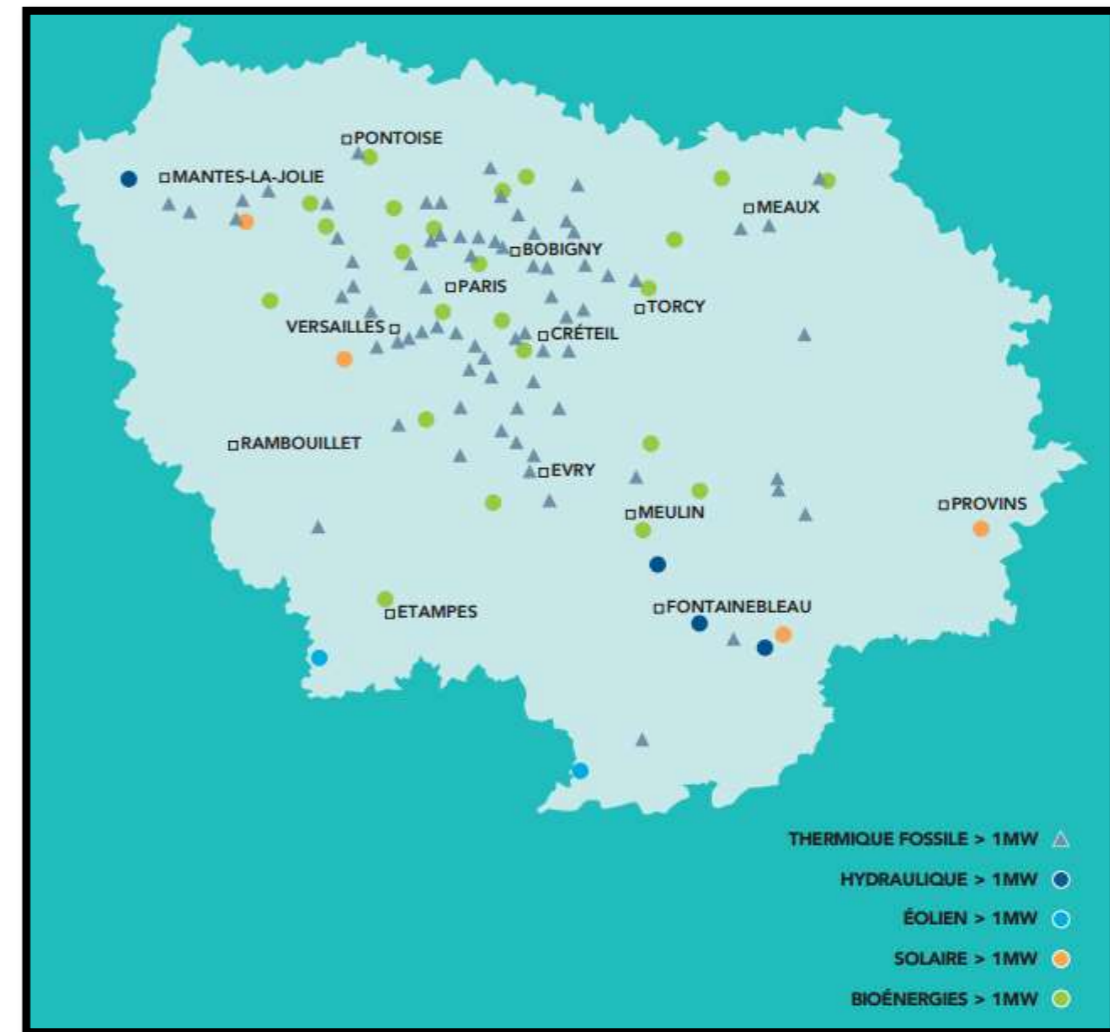 PONTOISE
MANTES-LA-JOLIE
MEAUX
BOBIGNY
PARIS
TORCY
VERSAILLES
CRÉTEIL
RAMBOUILLET
EVRY
PROVINS
MEULIN
FONTAINEBLEAU
ETAMPES
THERMIQUE FOSSILE > 1MW
HYDRAULIQUE > 1MW
ÉOLIEN > 1MW
SOLAIRE > 1MW
BIOÉNERGIES > 1MW